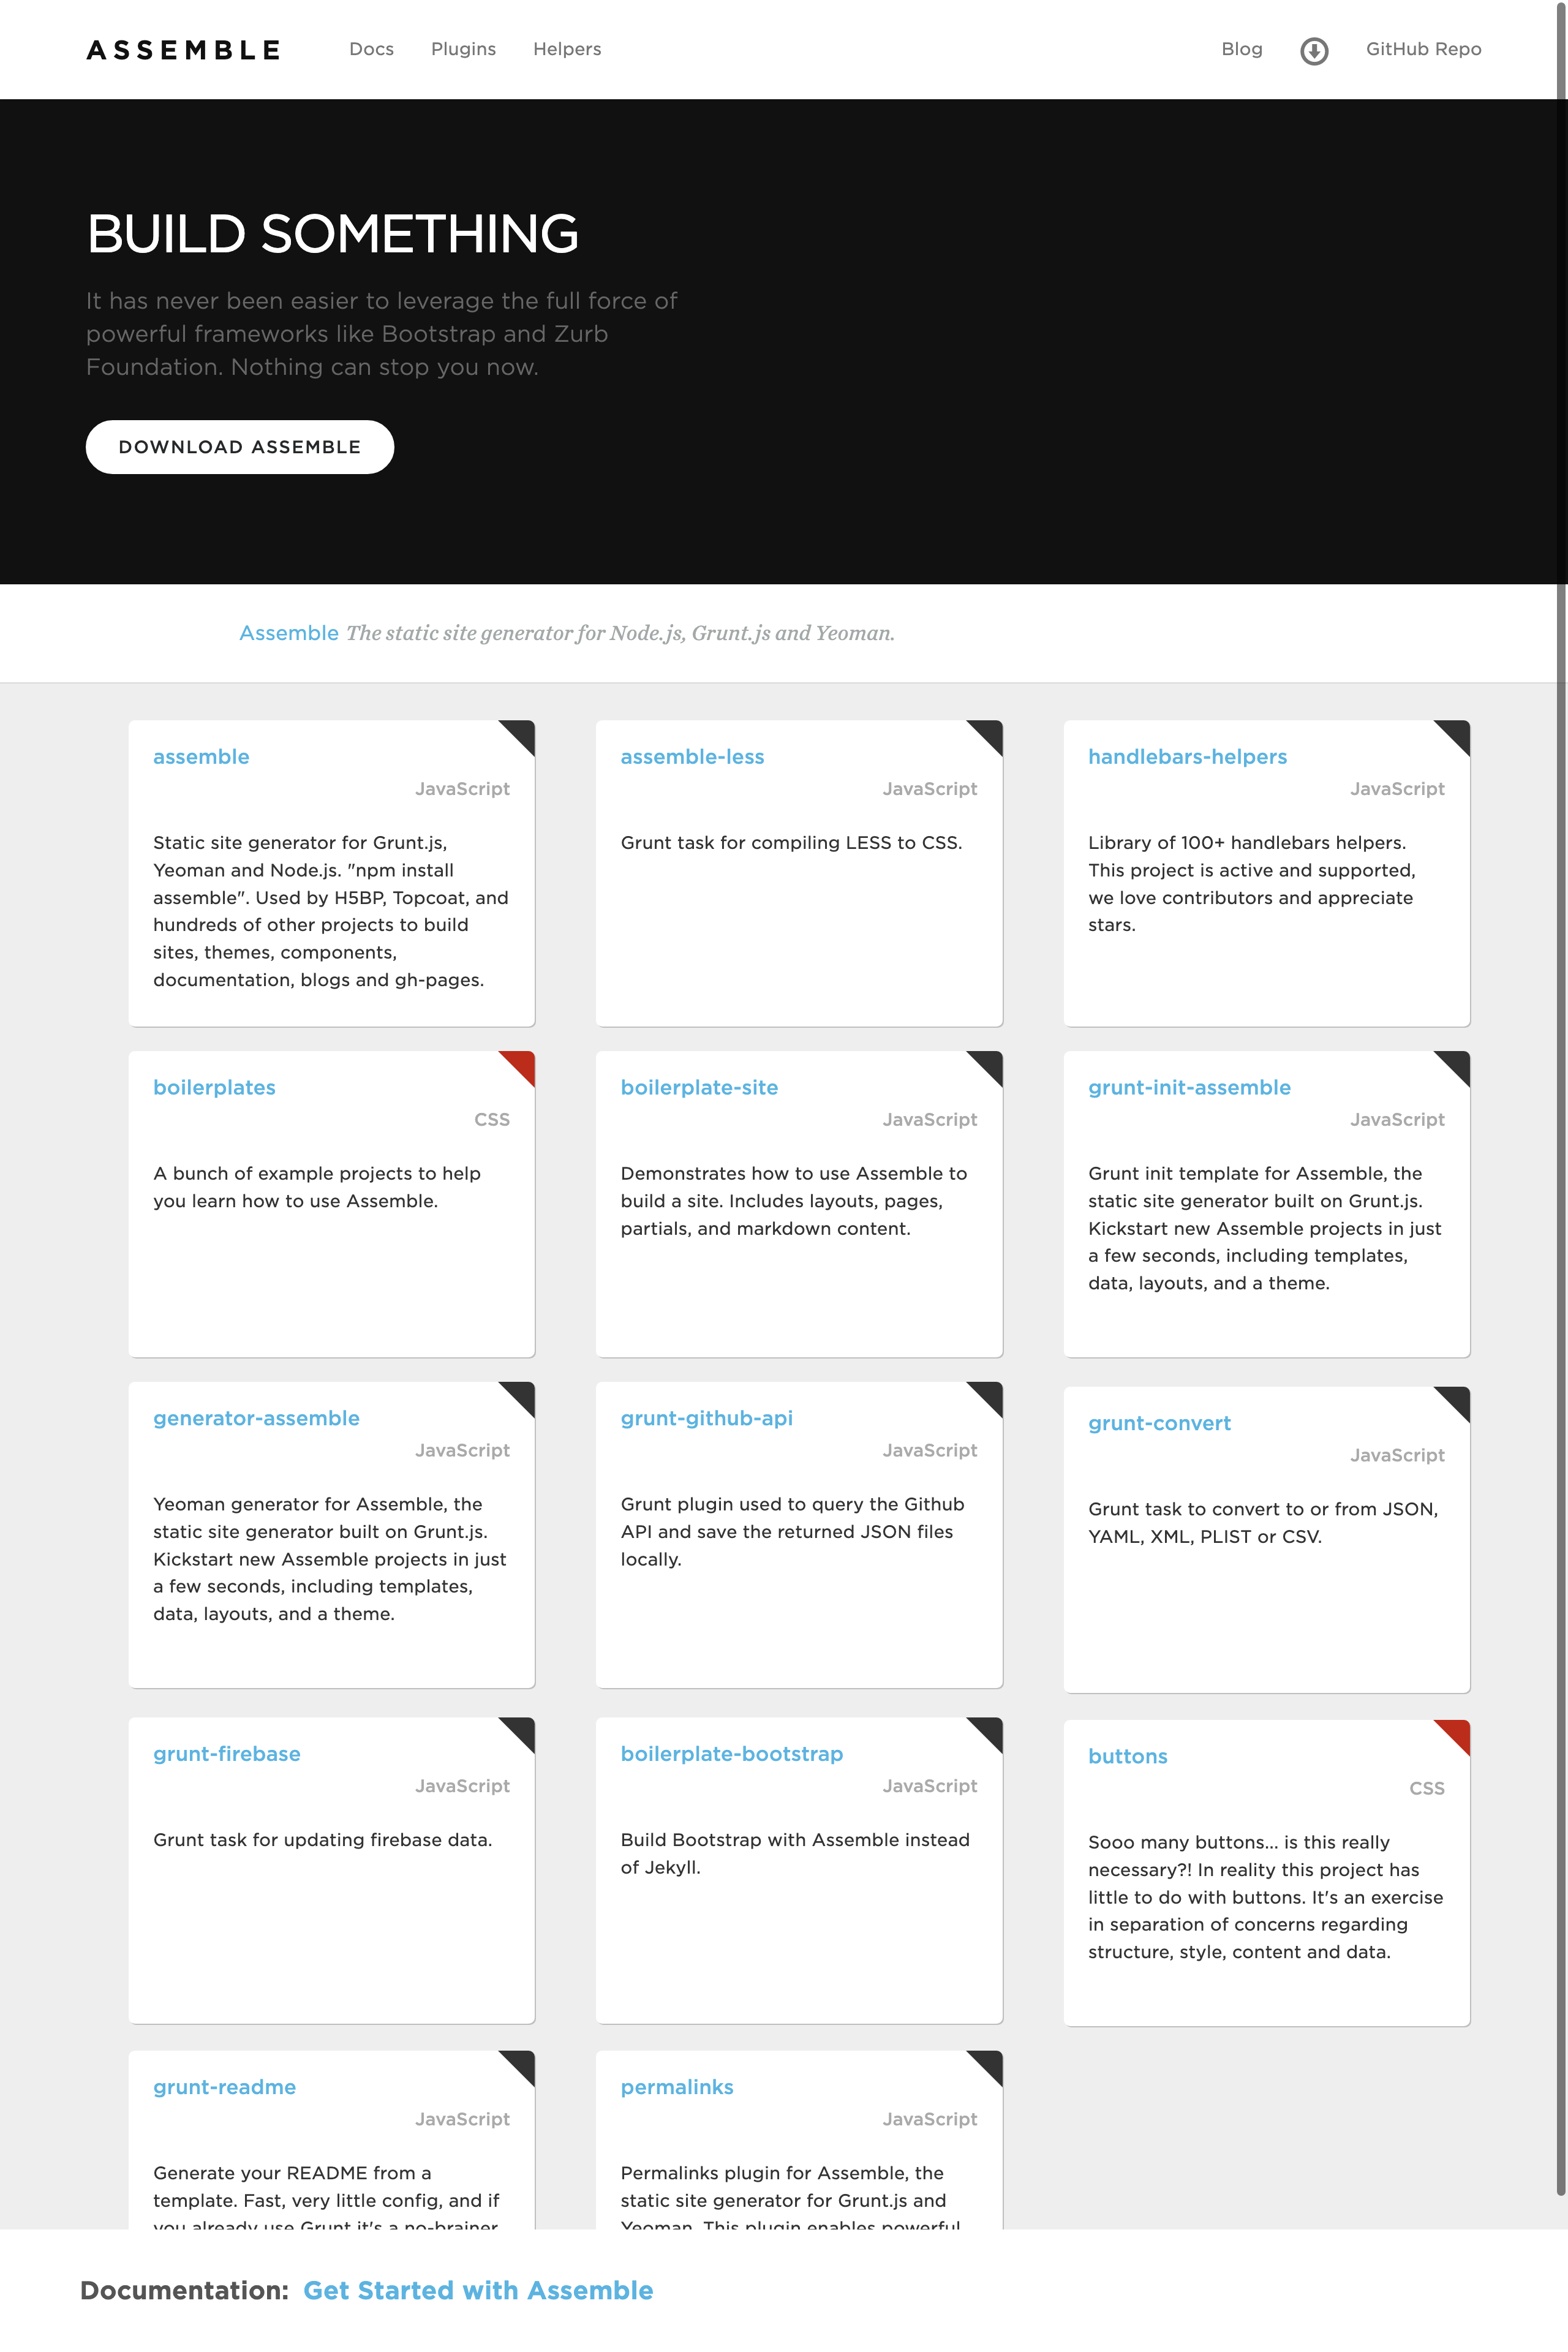 ASSEMBLE
Docs
Plugins
Helpers
Blog
GitHub Repo
BUILD SOMETHING
It has never been easier to leverage the full force of
powerful frameworks like Bootstrap and Zurb
Foundation. Nothing can stop you now.
DOWNLOAD ASSEMBLE
Assemble The static site generator for Node.js, Grunt.js and Yeoman.
assemble
JavaScript
Static site generator for Grunt.js,
Yeoman and Node.js. "npm install
assemble". Used by H5BP, Topcoat, and
hundreds of other projects to build
sites, themes, components,
documentation, blogs and gh-pages.
assemble-less
JavaScript
Grunt task for compiling LESS to CSS.
handlebars-helpers
JavaScript
Library of 100+ handlebars helpers.
This project is active and supported,
we love contributors and appreciate
stars.
boilerplates
CSS
A bunch of example projects to help
you learn how to use Assemble.
boilerplate-site
JavaScript
Demonstrates how to use Assemble to
build a site. Includes layouts, pages,
partials, and markdown content.
grunt-init-assemble
JavaScript
Grunt init template for Assemble, the
static site generator built on Grunt.js.
Kickstart new Assemble projects in just
a few seconds, including templates,
data, layouts, and a theme.
generator-assemble
JavaScript
Yeoman generator for Assemble, the
static site generator built on Grunt.js.
Kickstart new Assemble projects in just
a few seconds, including templates,
data, layouts, and a theme.
grunt-github-api
JavaScript
Grunt plugin used to query the Github
API and save the returned JSON files
locally.
grunt-convert
JavaScript
Grunt task to convert to or from JSON,
YAML, XML, PLIST or CSV.
grunt-firebase
JavaScript
Grunt task for updating firebase data.
boilerplate-bootstrap
JavaScript
Build Bootstrap with Assemble instead
of Jekyll.
buttons
CSS
Sooo many buttons... is this really
necessary?! In reality this project has
little to do with buttons. It's an exercise
in separation of concerns regarding
structure, style, content and data.
grunt-readme
JavaScript
Generate your README from a
template. Fast, very little config, and if
you already use Grunt it's a no-brainer.
permalinks
JavaScript
Permalinks plugin for Assemble, the
static site generator for Grunt.js and
Yeoman. This plugin enables powerful
Documentation: Get Started with Assemble